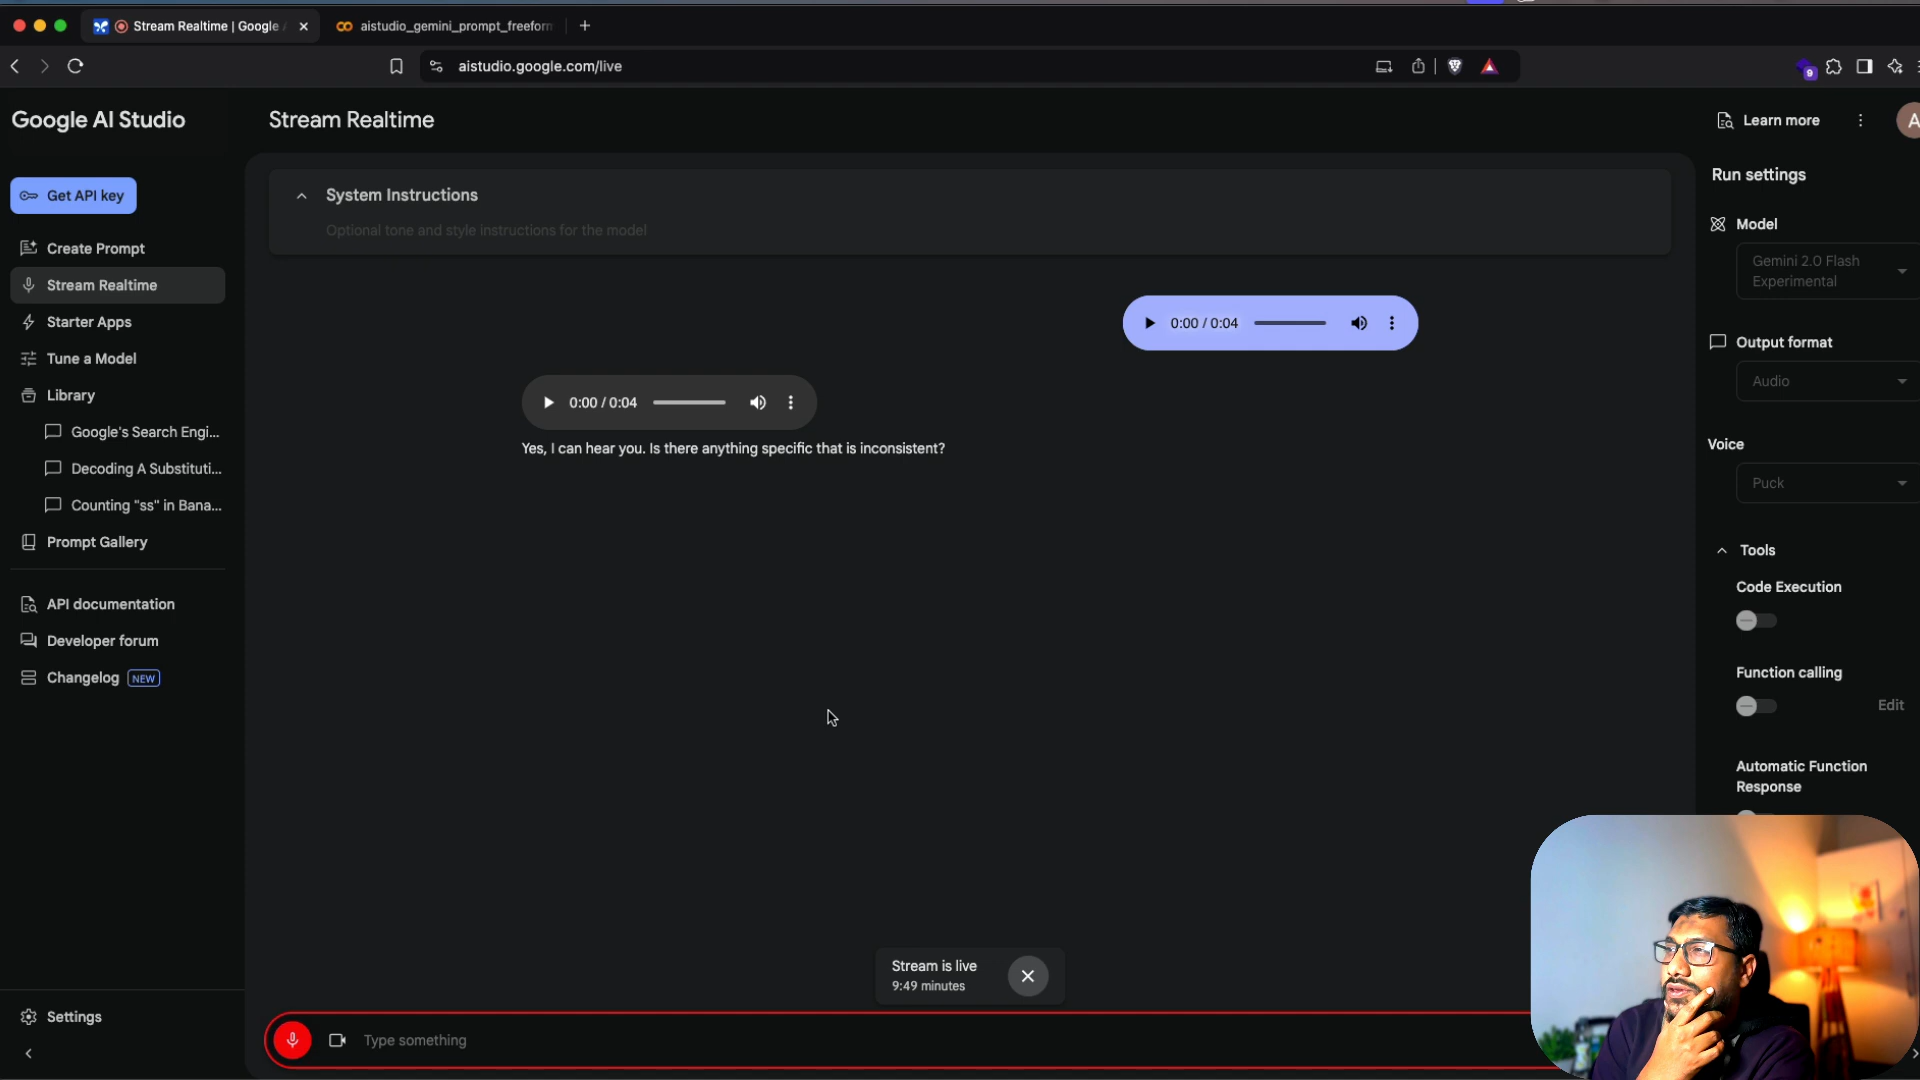 Stream Realtime | Google
aistudio_gemini_prompt_freeform
aistudio.google.com/live
9
Google AI Studio
Stream Realtime
Learn more
A
Get API key
System Instructions
Optional tone and style instructions for the model
Run settings
Create Prompt
Stream Realtime
Starter Apps
Tune a Model
Library
Google's Search Engi...
Decoding A Substituti...
Counting "ss" in Bana...
Prompt Gallery
API documentation
Developer forum
Changelog NEW
Settings
0:00 / 0:04
0:00 / 0:04
Yes, I can hear you. Is there anything specific that is inconsistent?
Stream is live
9:49 minutes
Type something
Model
Gemini 2.0 Flash
Experimental
Output format
Audio
Voice
Puck
Tools
Code Execution
Function calling
Edit
Automatic Function
Response